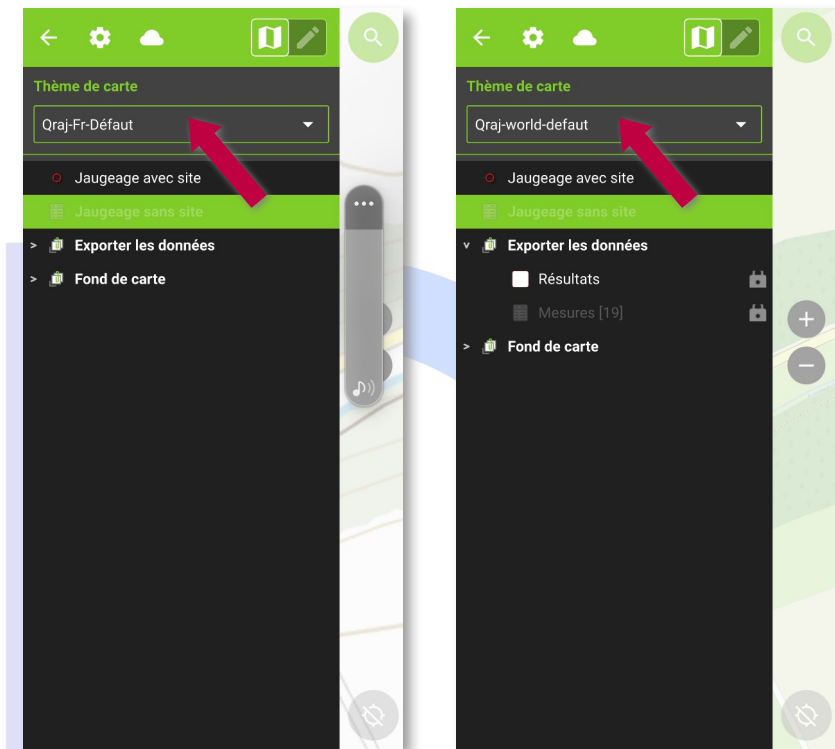 Thème de carte
Qraj-Fr-Défaut
Jaugeage avec site
Jaugeage sans site
> Exporter les données
> Fond de carte
Thème de carte
Qraj-world-defaut
Jaugeage avec site
Jaugeage sans site
v Exporter les données
Résultats
Mesures [19]
> Fond de carte